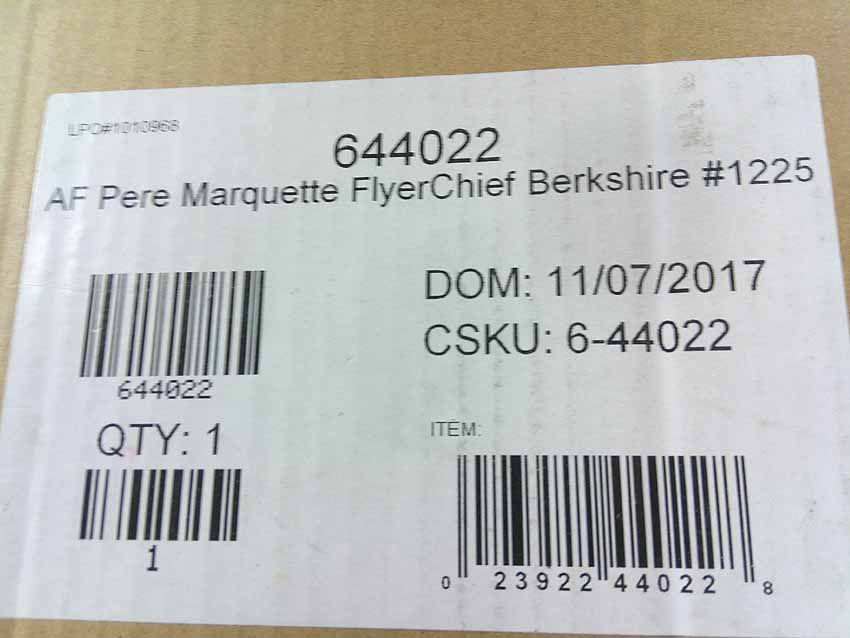 LPO#1010968
644022
AF Pere Marquette FlyerChief Berkshire #1225
DOM: 11/07/2017
CSKU: 6-44022
644022
QTY: 1
ITEM:
1
0 23922 44022 8